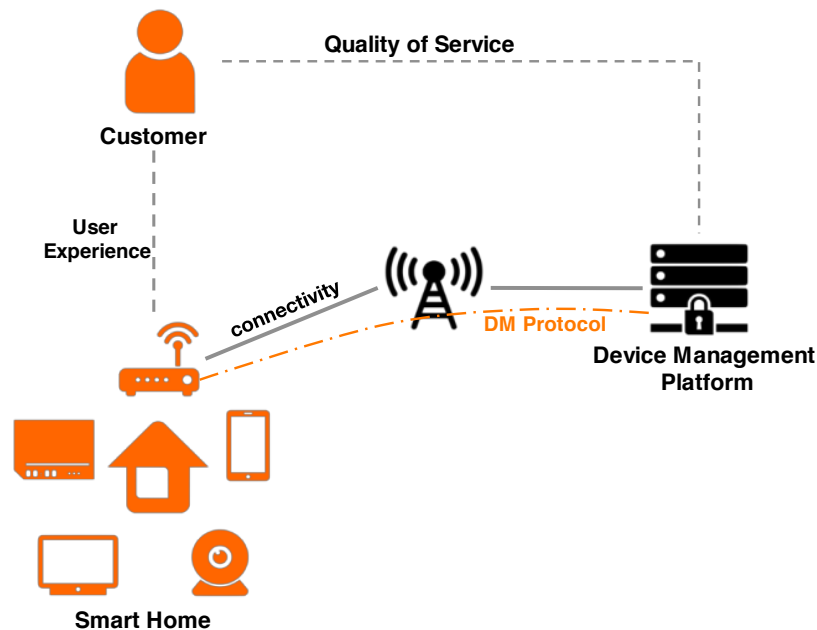 Quality of Service
Customer
User
Experience
connectivity
DM Protocol
Device Management
Platform
Smart Home